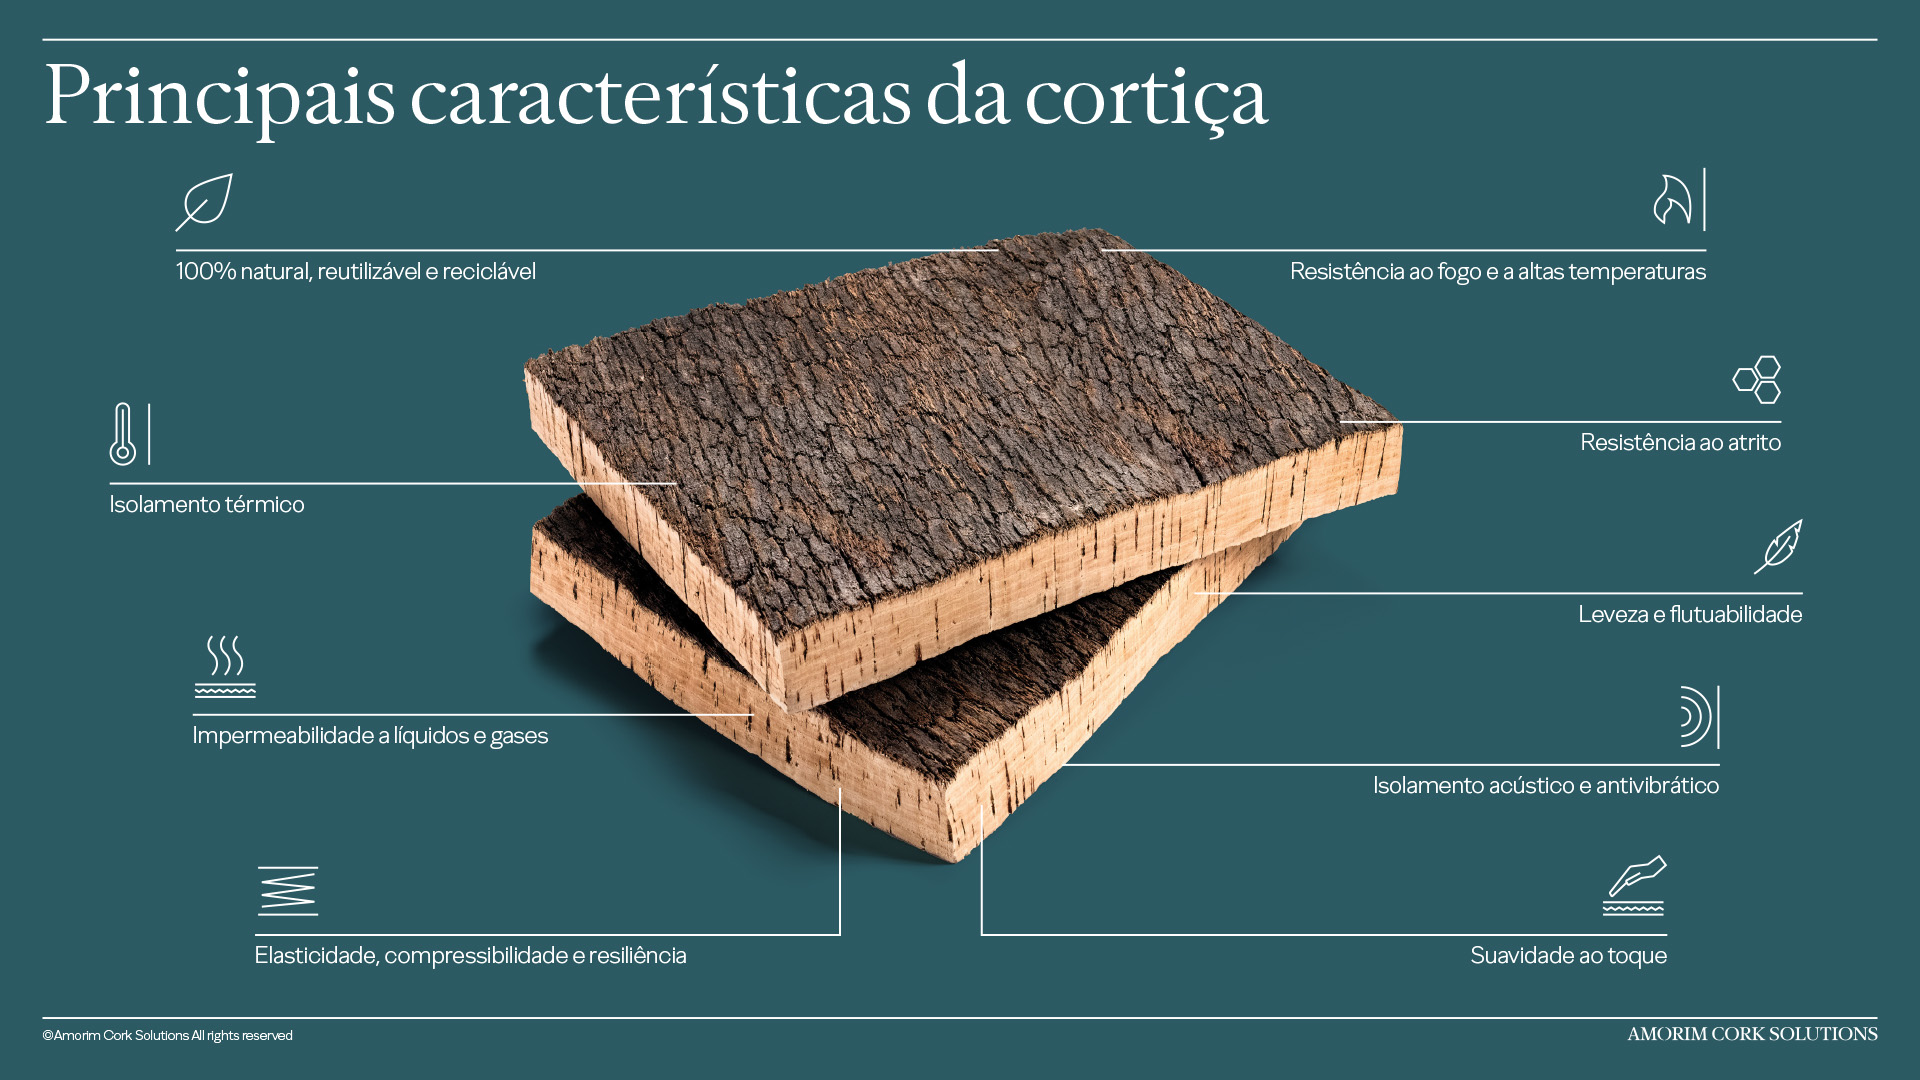 Principais características da cortiça
100% natural, reutilizável e reciclável
Resistência ao fogo e a altas temperaturas
Resistência ao atrito
Isolamento térmico
Leveza e flutuabilidade
Impermeabilidade a líquidos e gases
Isolamento acústico e antivibrático
Elasticidade, compressibilidade e resiliência
Suavidade ao toque
©Amorim Cork Solutions All rights reserved
AMORIM CORK SOLUTIONS